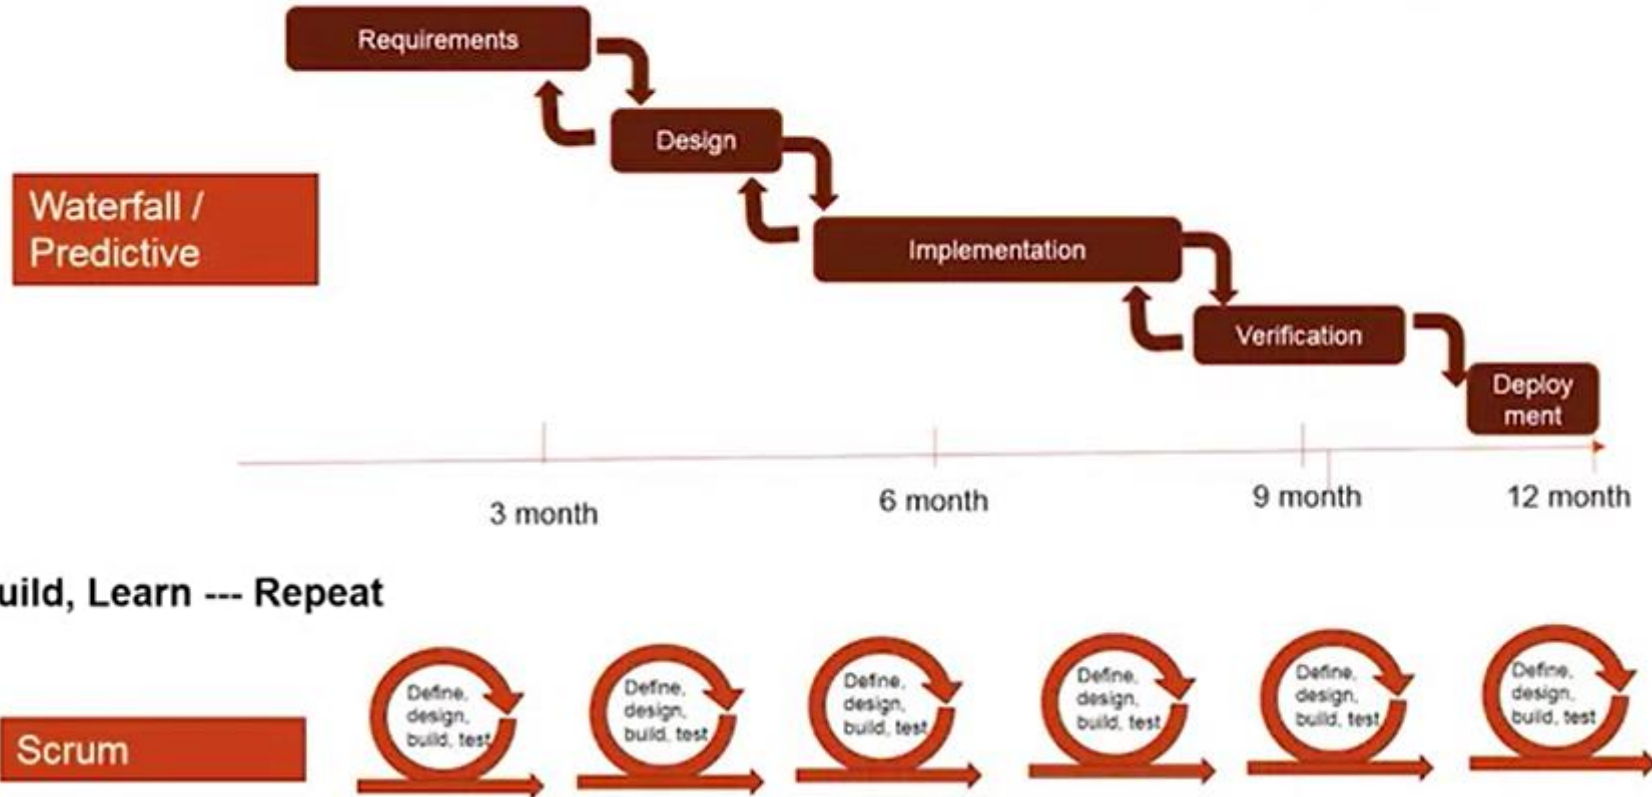 Requirements
Design
Waterfall /
Predictive
Implementation
Verification
Deploy
ment
3 month
6 month
9 month
12 month
uild, Learn --- Repeat
Scrum
Define,
design,
build, test
Define,
design,
build, test
Define,
design,
build, test
Define,
design,
build, test
Define,
design,
build, test
Define,
design,
build, test